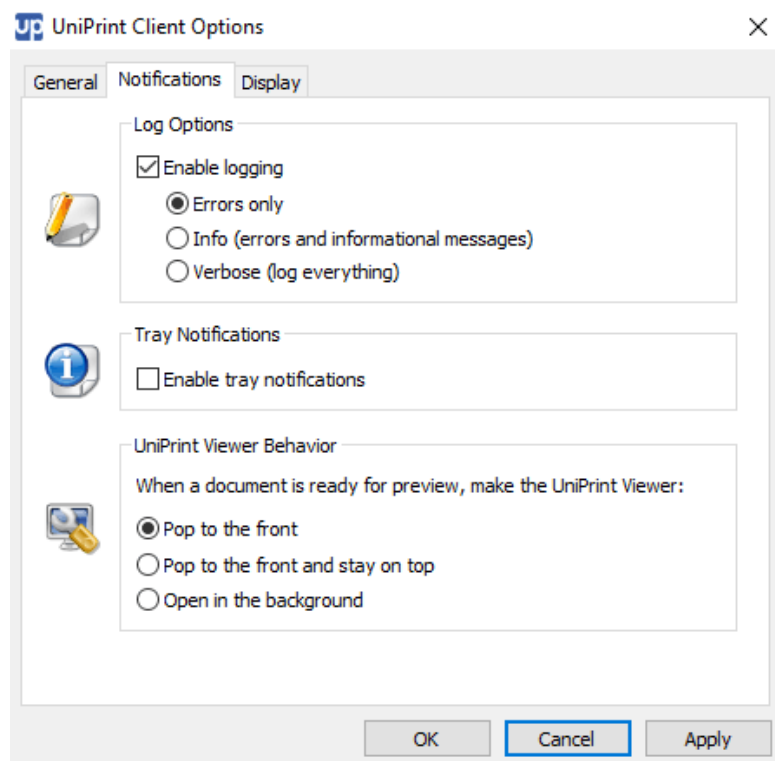 up UniPrint Client Options
General Notifications Display
Log Options
Enable logging
Errors only
Info (errors and informational messages)
Verbose (log everything)
Tray Notifications
Enable tray notifications
UniPrint Viewer Behavior
When a document is ready for preview, make the UniPrint Viewer:
Pop to the front
Pop to the front and stay on top
Open in the background
OK Cancel Apply